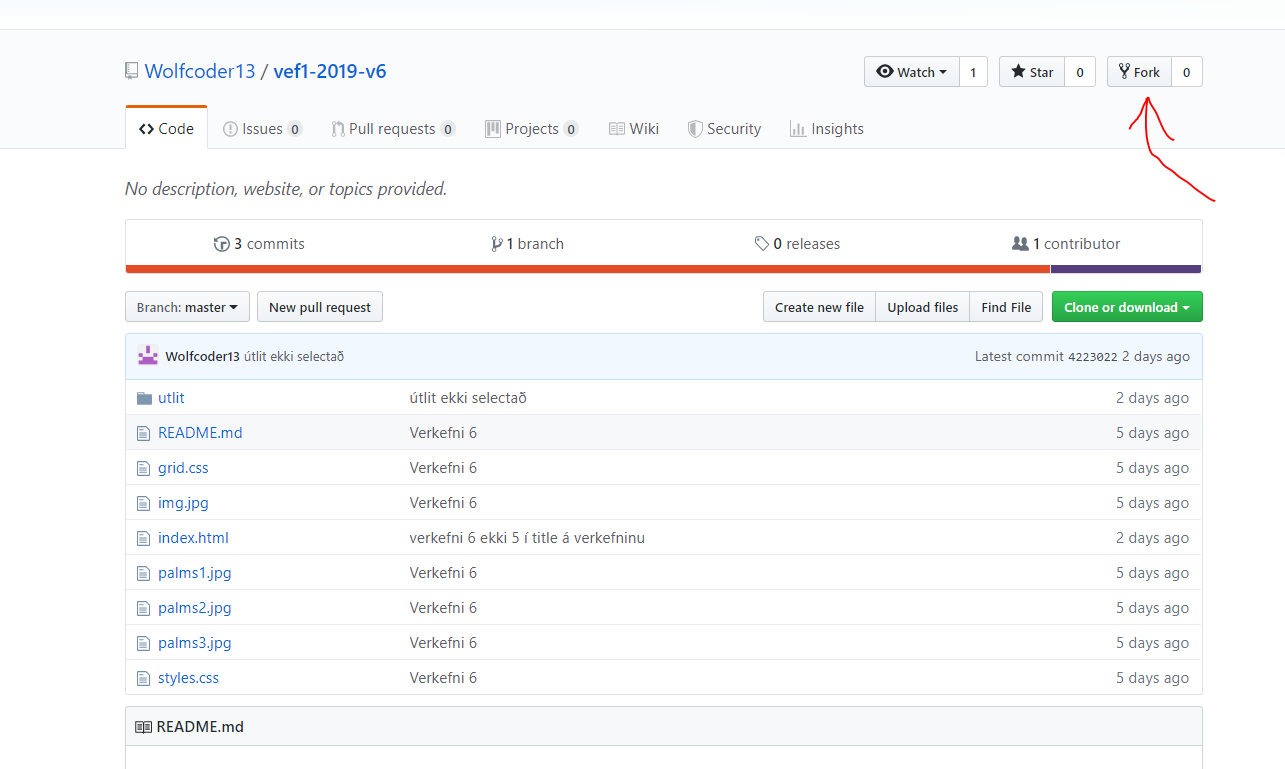 Wolfcoder13 / vef1-2019-v6
Watch 1 Star 0 Fork 0
Code Issues 0 Pull requests 0 Projects 0 Wiki Security Insights
No description, website, or topics provided.
3 commits 1 branch 0 releases 1 contributor
Branch: master New pull request Create new file Upload files Find File Clone or download
Wolfcoder13 útlit ekki selectað Latest commit 4223022 2 days ago
utlit útlit ekki selectað 2 days ago
README.md Verkefni 6 5 days ago
grid.css Verkefni 6 5 days ago
img.jpg Verkefni 6 5 days ago
index.html verkefni 6 ekki 5 í title á verkefninu 2 days ago
palms1.jpg Verkefni 6 5 days ago
palms2.jpg Verkefni 6 5 days ago
palms3.jpg Verkefni 6 5 days ago
styles.css Verkefni 6 5 days ago
README.md